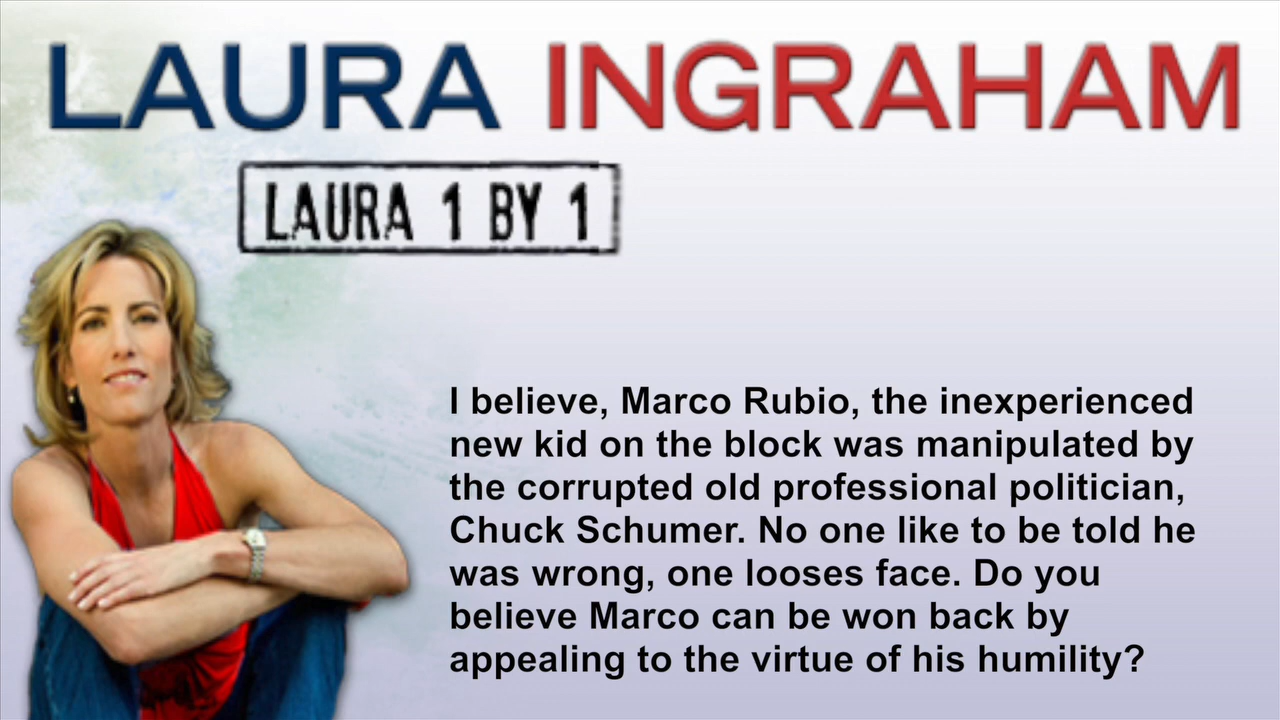 LAURA INGRAHAM
LAURA 1 BY 1
I believe, Marco Rubio, the inexperienced
new kid on the block was manipulated by
the corrupted old professional politician,
Chuck Schumer. No one like to be told he
was wrong, one looses face. Do you
believe Marco can be won back by
appealing to the virtue of his humility?